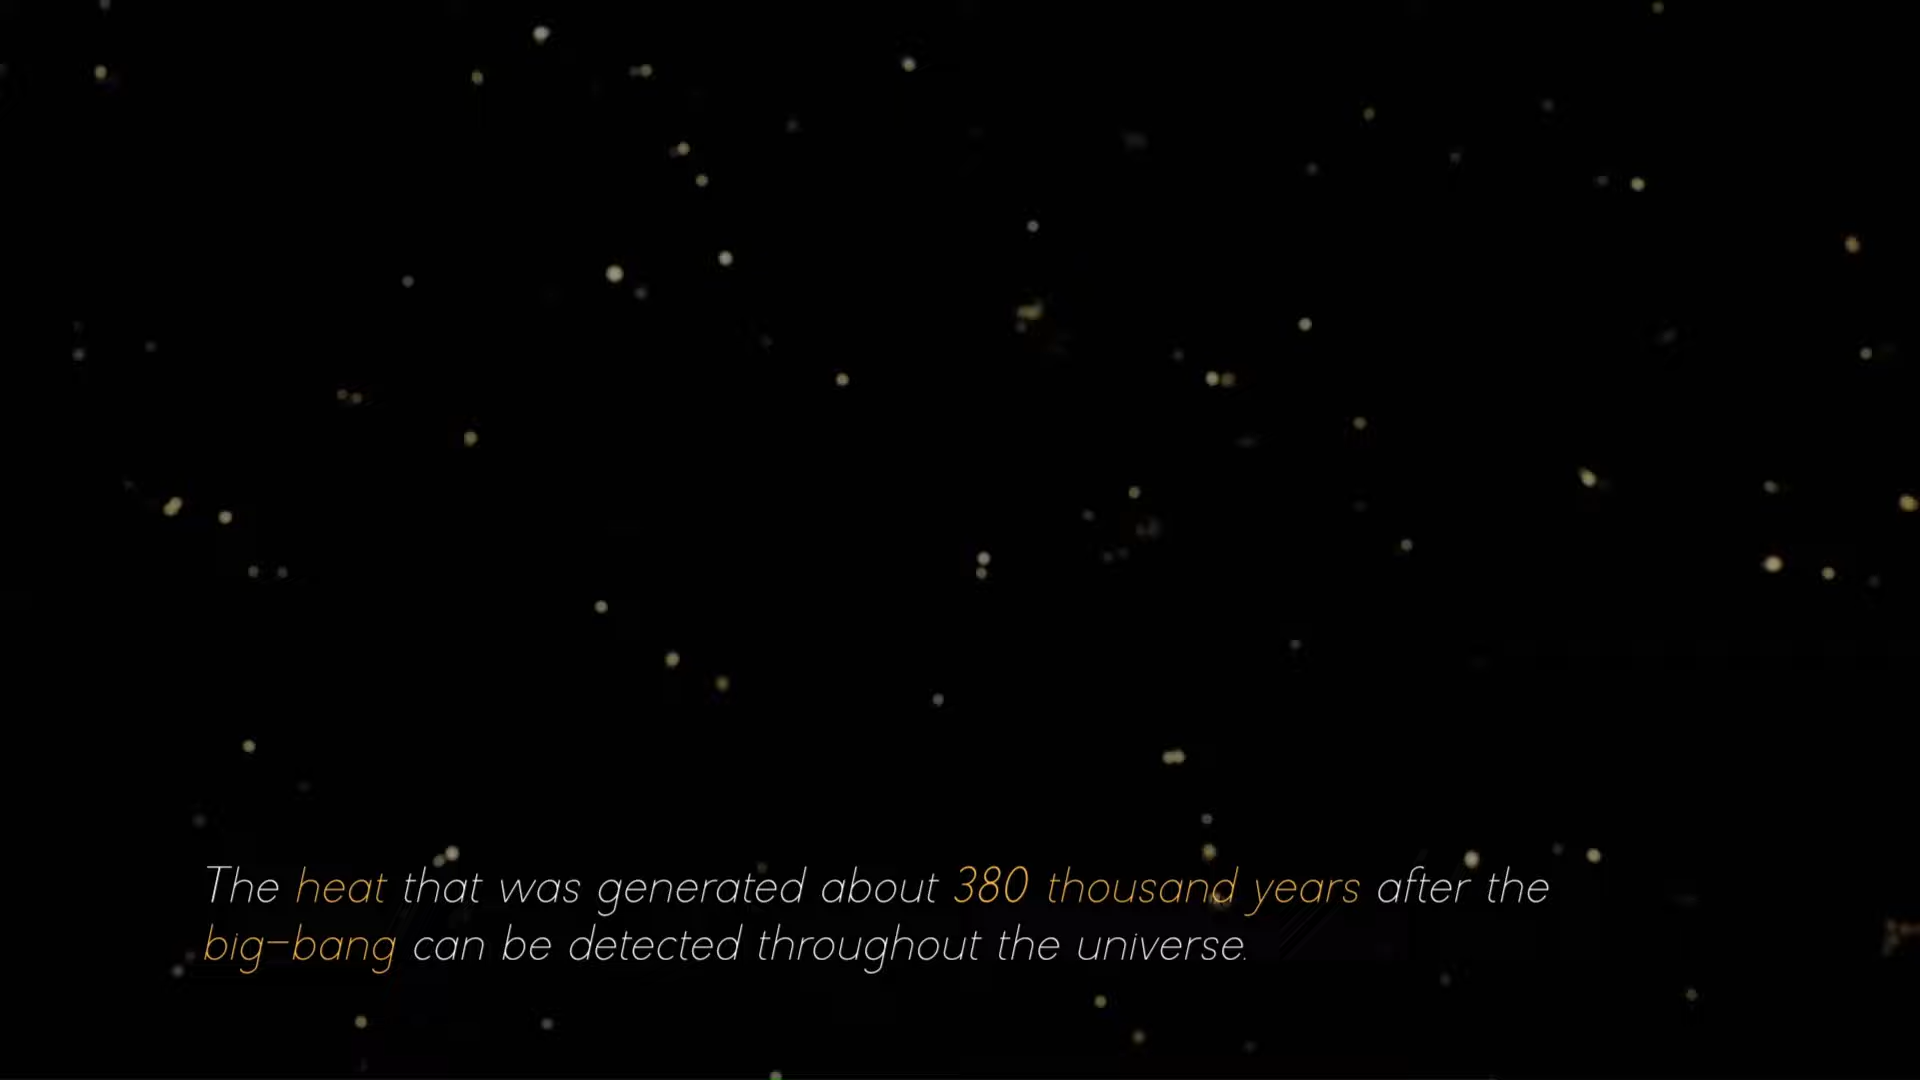 The heat that was generated about 380 thousand years after the
big-bang can be detected throughout the universe.